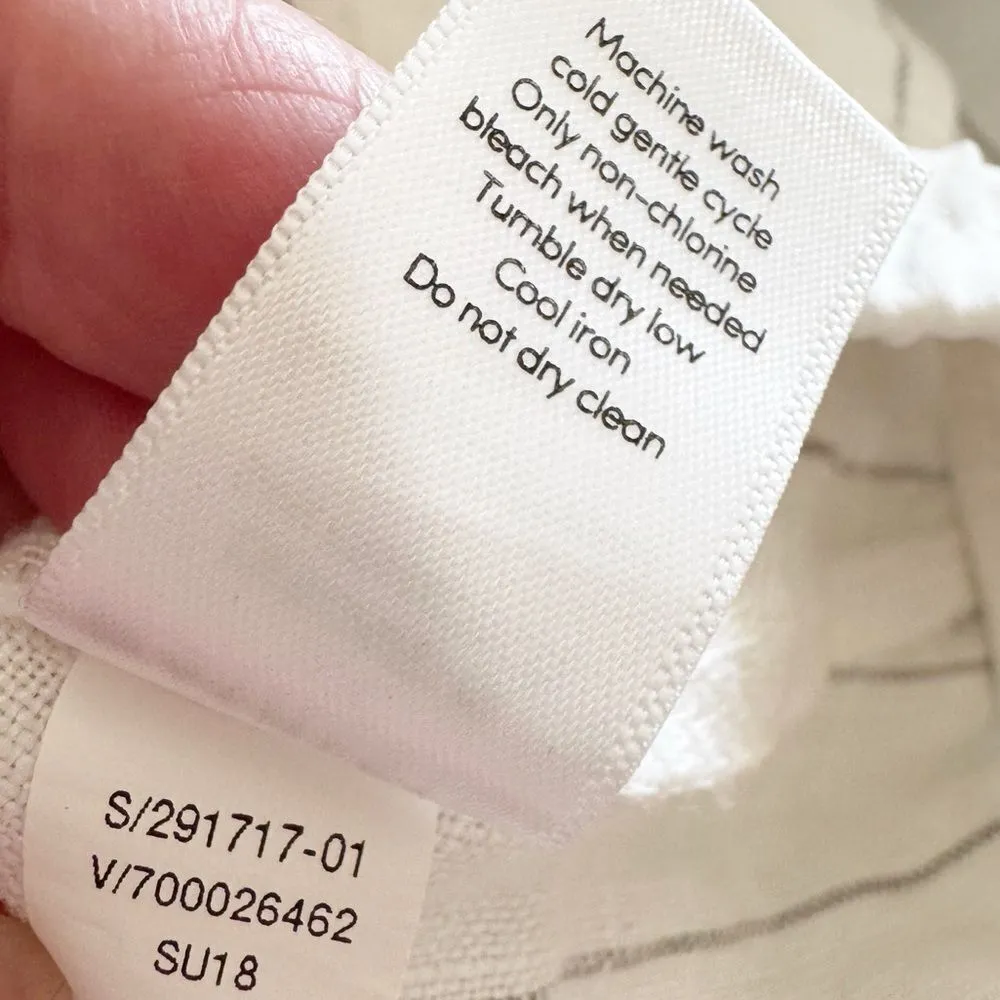 Machine wash
cold gentle cycle
Only non-chlorine
bleach when needed
Tumble dry low
Cool iron
Do not dry clean
S/291717-01
V/700026462
SU18